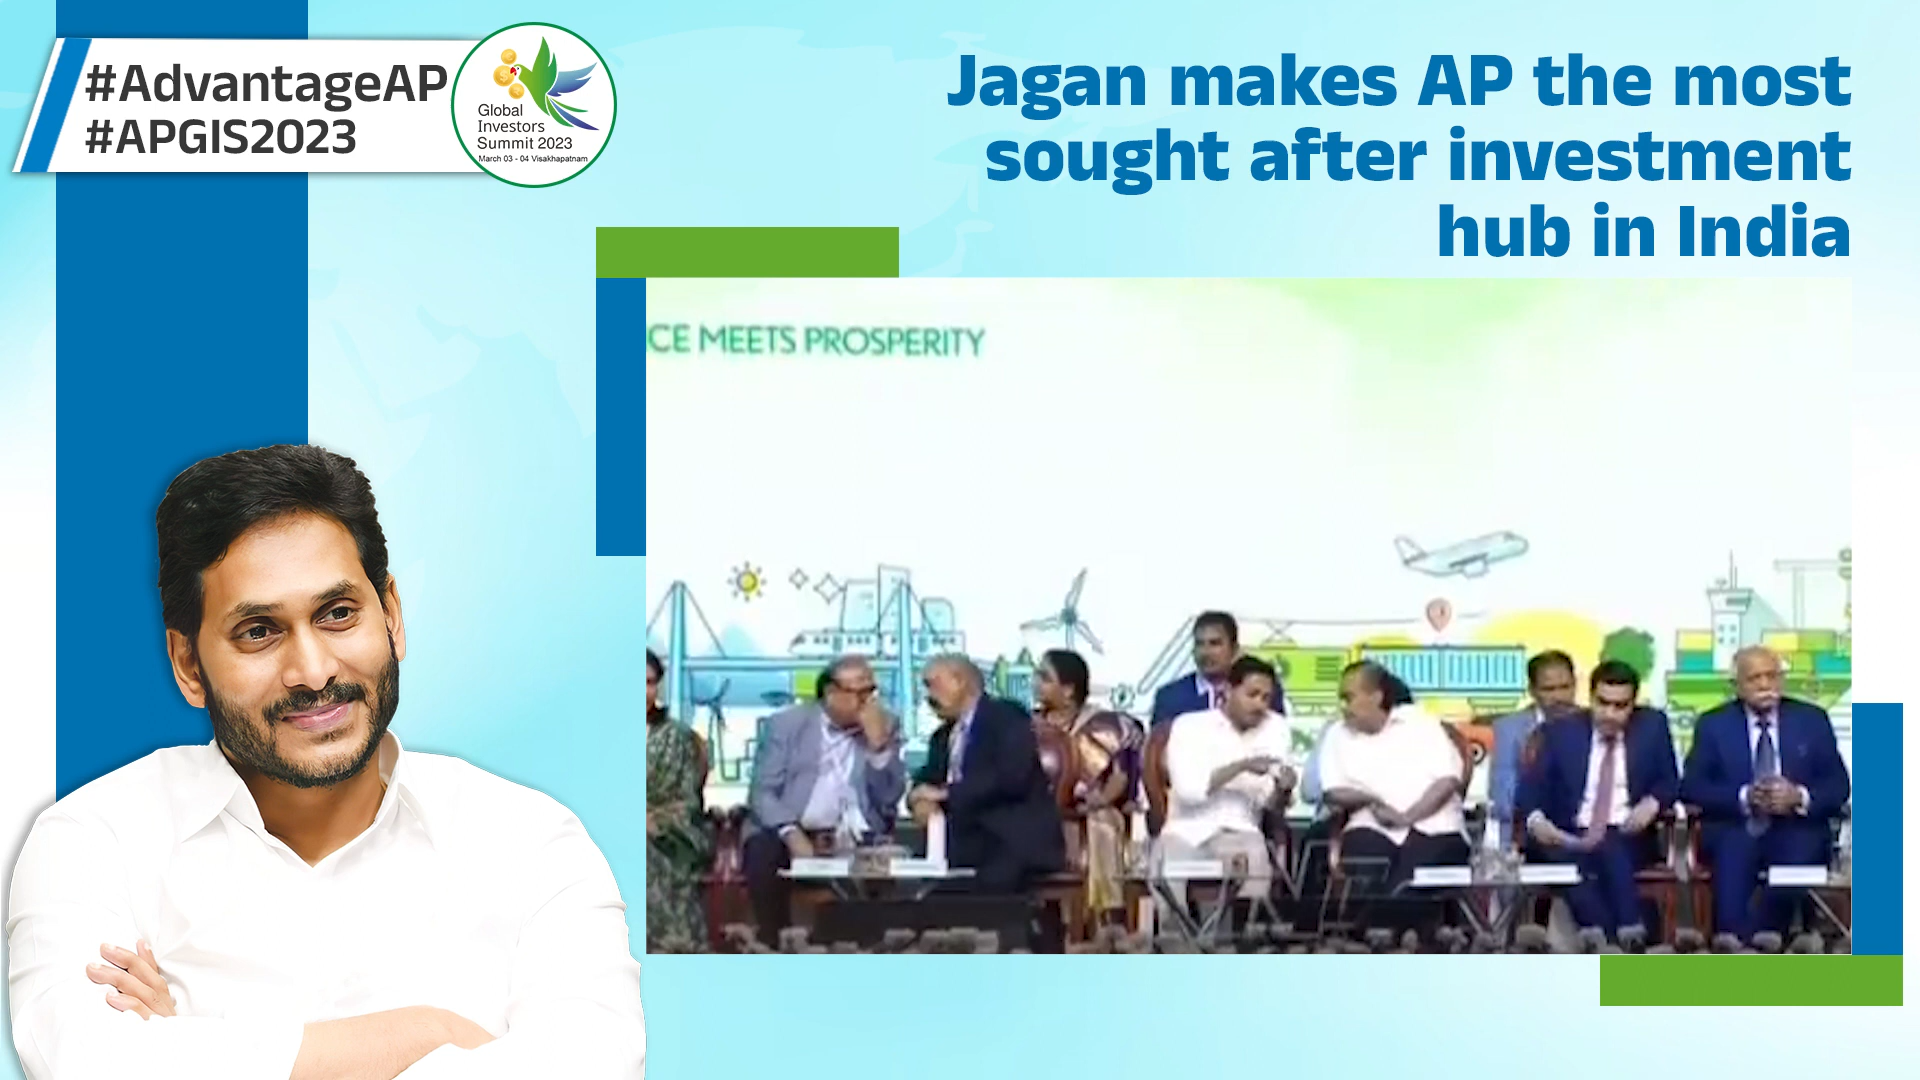 #AdvantageAP
#APGIS2023
Global
Investors
Summit 2023
March 03 - 04 Visakhapatnam
Jagan makes AP the most
sought after investment
hub in India
CE MEETS PROSPERITY